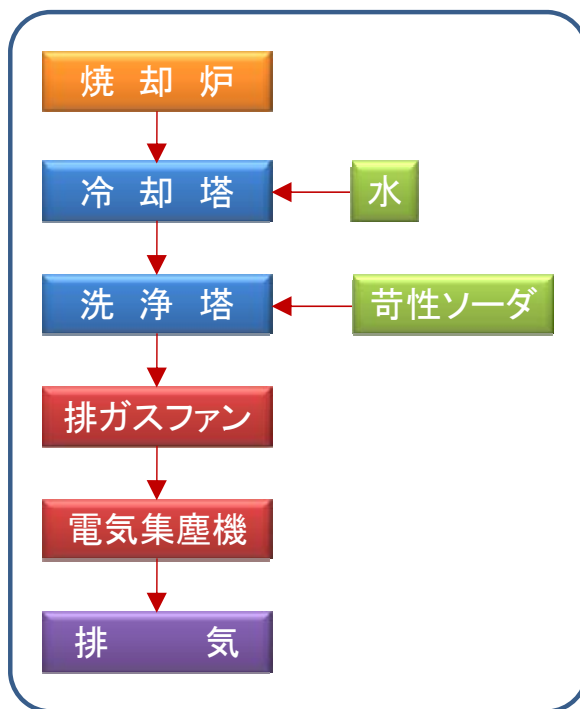 焼却炉
冷却塔
水
洗浄塔
苛性ソーダ
排ガスファン
電気集塵機
排気